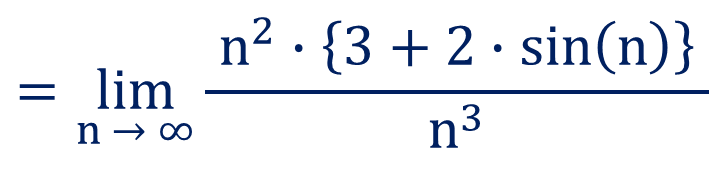 = lim n → ∞ n² · {3 + 2 · sin(n)} / n³